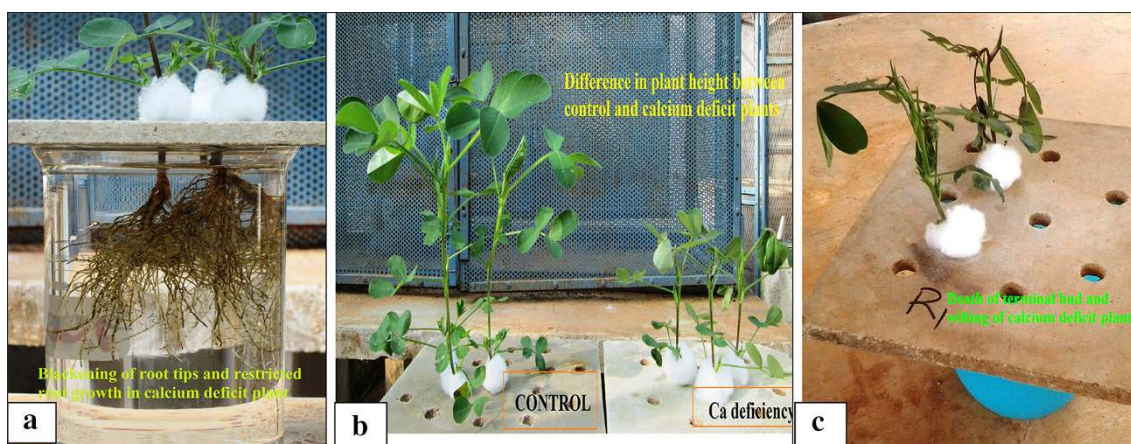 Blackening of root tips and restricted
root growth in calcium deficit plant
a
Difference in plant height between
control and calcium deficit plants
CONTROL
Ca deficiency
b
R1
Death of terminal bud and
wilting of calcium deficit plant
c